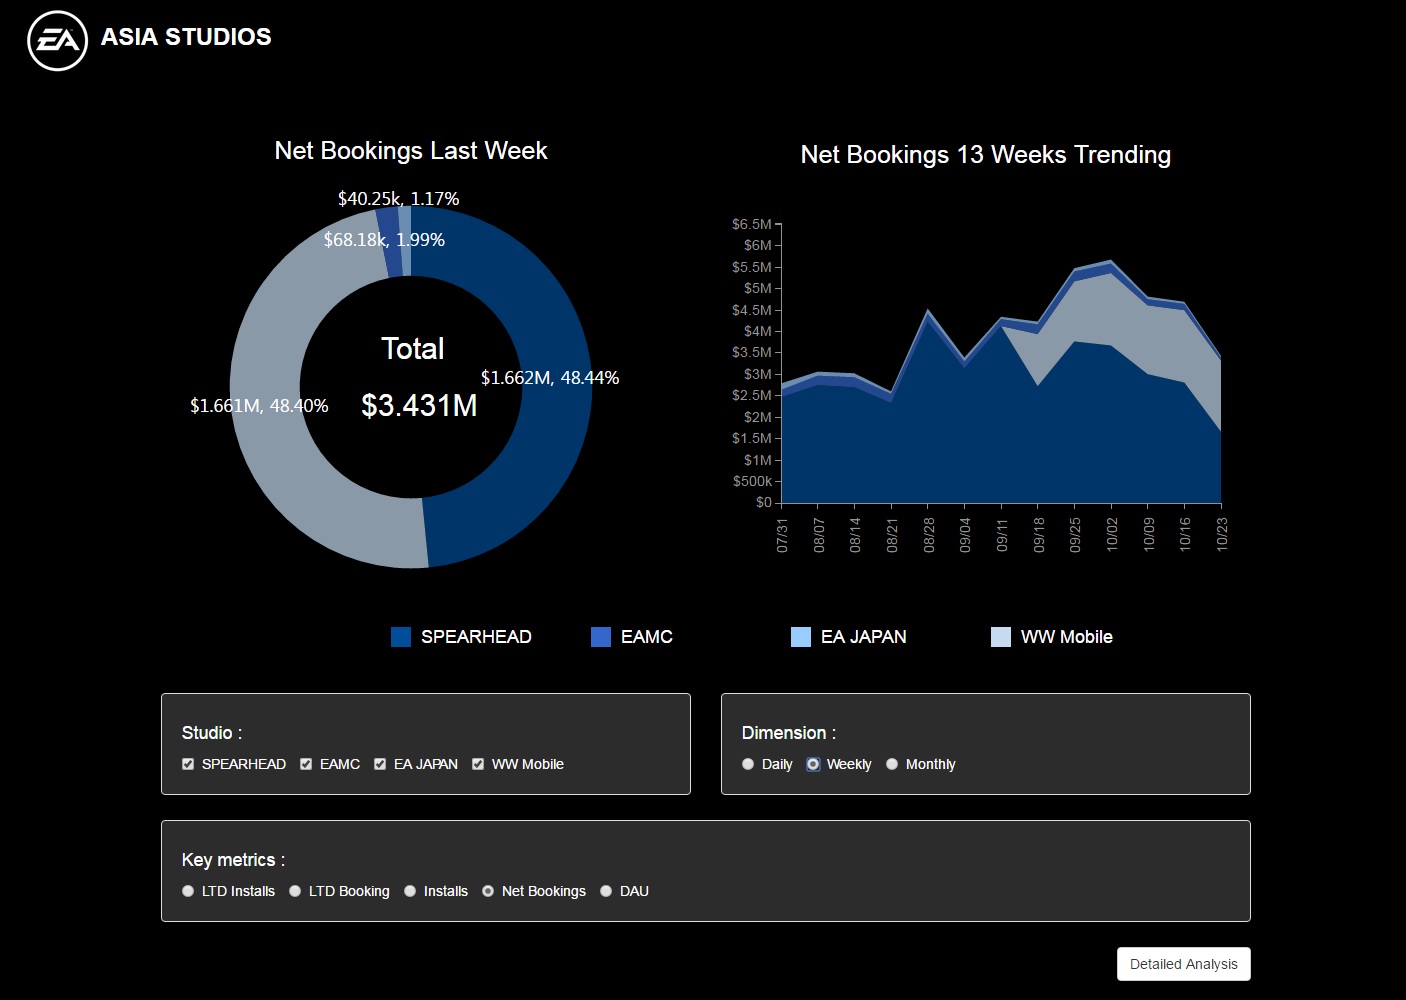 EA ASIA STUDIOS
Net Bookings Last Week
$40.25k, 1.17%
$68.18k, 1.99%
Total
$3.431M
$1.662M, 48.44%
$1.661M, 48.40%
Net Bookings 13 Weeks Trending
$6.5M
$6M
$5.5M
$5M
$4.5M
$4M
$3.5M
$3M
$2.5M
$2M
$1.5M
$1M
$500k
$0
07/31 08/07 08/14 08/21 08/28 09/04 09/11 09/18 09/25 10/02 10/09 10/16 10/23
SPEARHEAD EAMC EA JAPAN WW Mobile
Studio :
SPEARHEAD EAMC EA JAPAN WW Mobile
Dimension :
Daily Weekly Monthly
Key metrics :
LTD Installs LTD Booking Installs Net Bookings DAU
Detailed Analysis